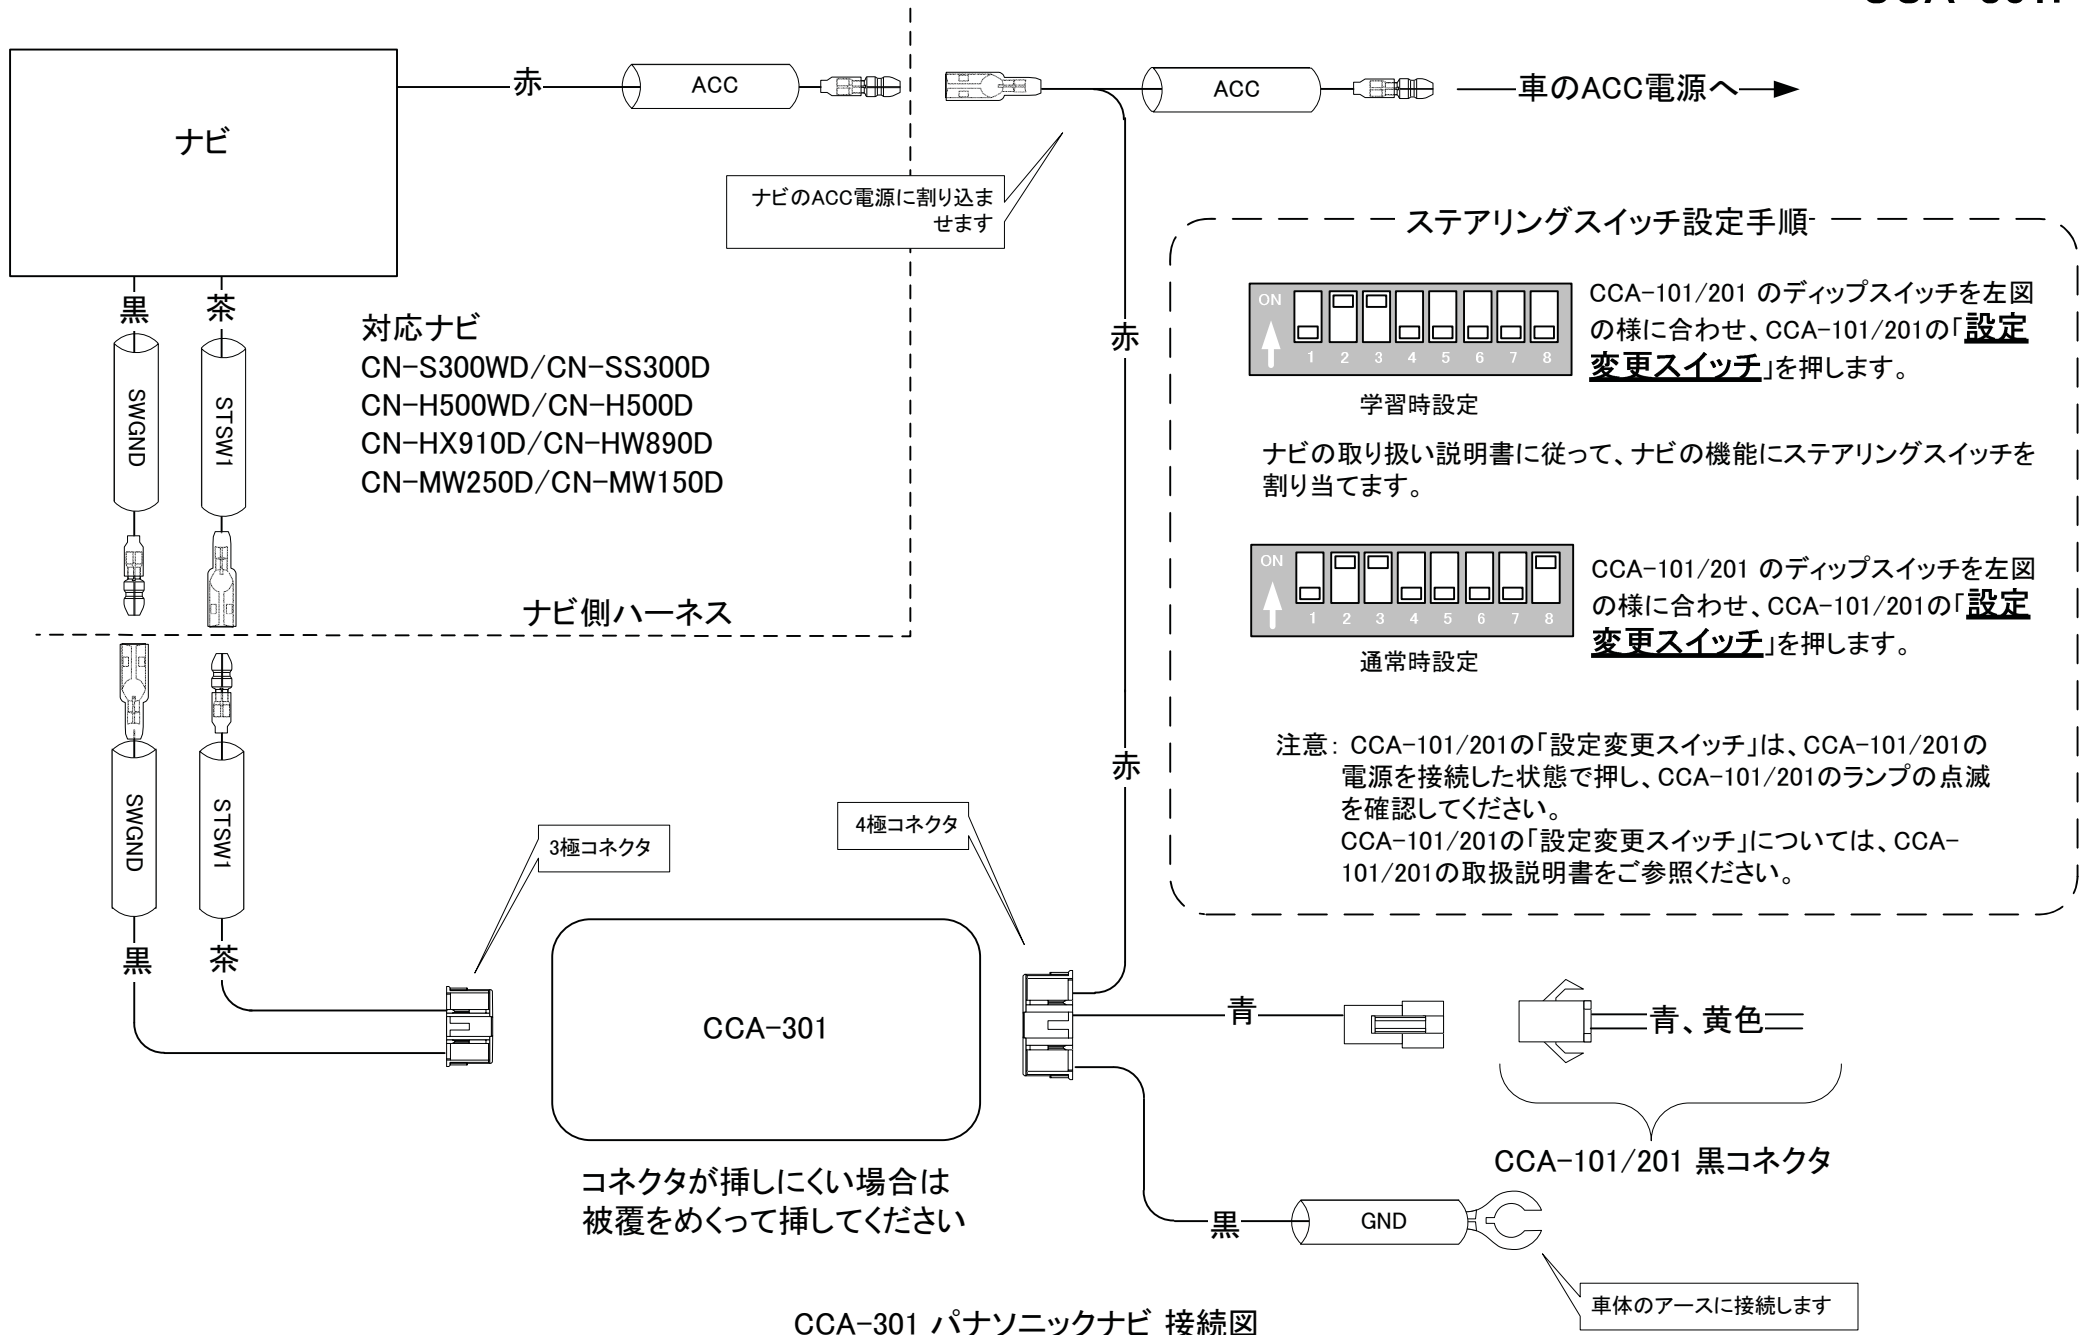 赤
ACC
ACC
車のACC電源へ
ナビ
ナビのACC電源に割り込ま
せます
黒
茶
SWGND
STSW1
対応ナビ
CN-S300WD/CN-SS300D
CN-H500WD/CN-H500D
CN-HX910D/CN-HW890D
CN-MW250D/CN-MW150D
ナビ側ハーネス
赤
ステアリングスイッチ設定手順
ON
1 2 3 4 5 6 7 8
学習時設定
CCA-101/201 のディップスイッチを左図
の様に合わせ、CCA-101/201の「設定
変更スイッチ」を押します。
ナビの取り扱い説明書に従って、ナビの機能にステアリングスイッチを
割り当てます。
ON
1 2 3 4 5 6 7 8
通常時設定
CCA-101/201 のディップスイッチを左図
の様に合わせ、CCA-101/201の「設定
変更スイッチ」を押します。
注意: CCA-101/201の「設定変更スイッチ」は、CCA-101/201の
電源を接続した状態で押し、CCA-101/201のランプの点滅
を確認してください。
CCA-101/201の「設定変更スイッチ」については、CCA-
101/201の取扱説明書をご参照ください。
赤
SWGND
STSW1
3極コネクタ
4極コネクタ
黒
茶
CCA-301
青
青、黄色
CCA-101/201 黒コネクタ
コネクタが挿しにくい場合は
被覆をめくって挿してください
黒
GND
車体のアースに接続します
CCA-301 パナソニックナビ 接続図